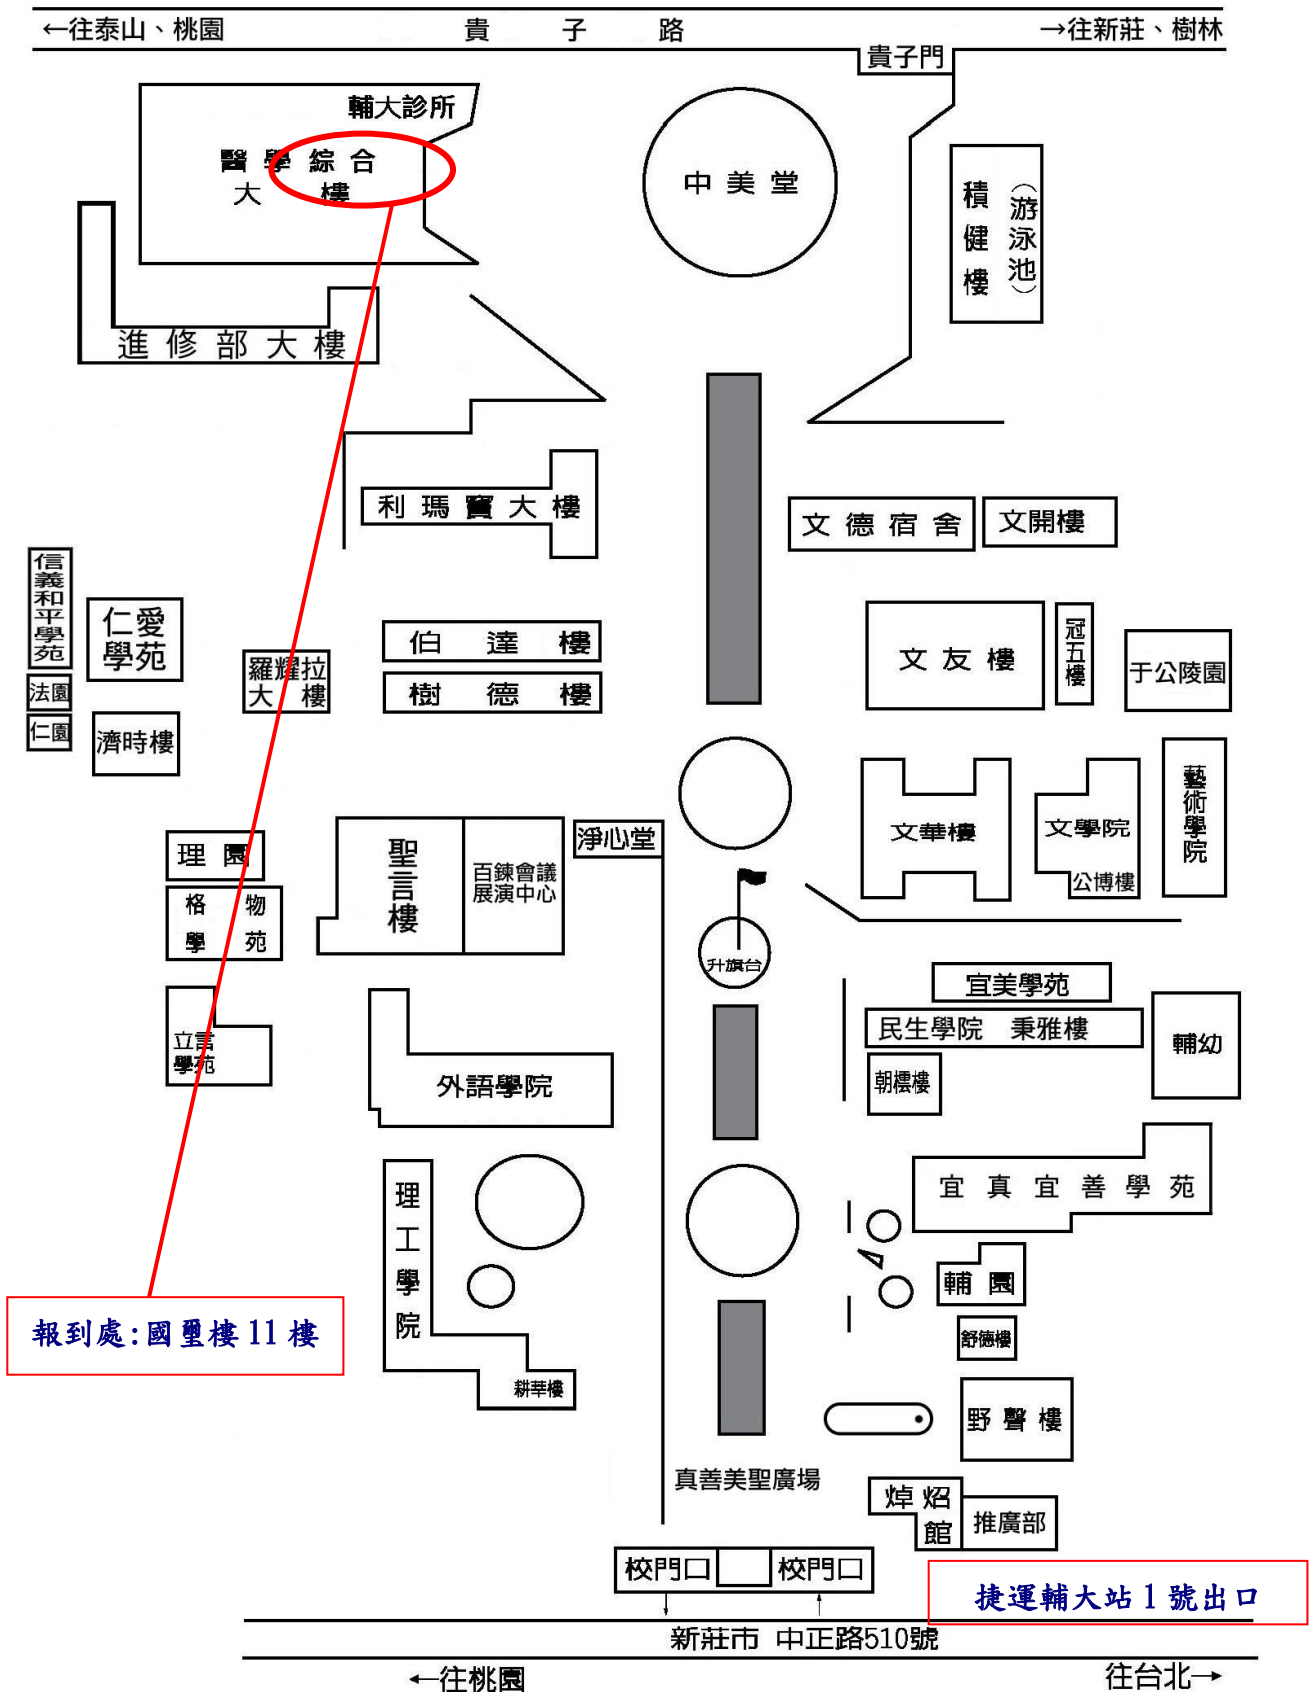 ←往泰山、桃園
貴子路
→往新莊、樹林
貴子門
輔大診所
醫學綜合
大樓
中美堂
積健樓
（游泳池）
進修部大樓
利瑪竇大樓
文德宿舍
文開樓
信義和平學苑
仁愛
學苑
法園
仁園
濟時樓
羅耀拉
大樓
伯達樓
樹德樓
文友樓
冠五樓
于公陵園
文華樓
文學院
公博樓
藝術學院
理園
格物
學苑
聖言樓
百鍊會議
展演中心
淨心堂
升旗台
立言
學苑
外語學院
宜美學苑
民生學院 秉雅樓
朝橒樓
輔幼
理工學院
耕莘樓
宜真宜善學苑
輔園
舒德樓
野聲樓
報到處:國璽樓 11 樓
真善美聖廣場
焯炤
館
推廣部
校門口
校門口
捷運輔大站 1 號出口
新莊市 中正路510號
←往桃園
往台北→